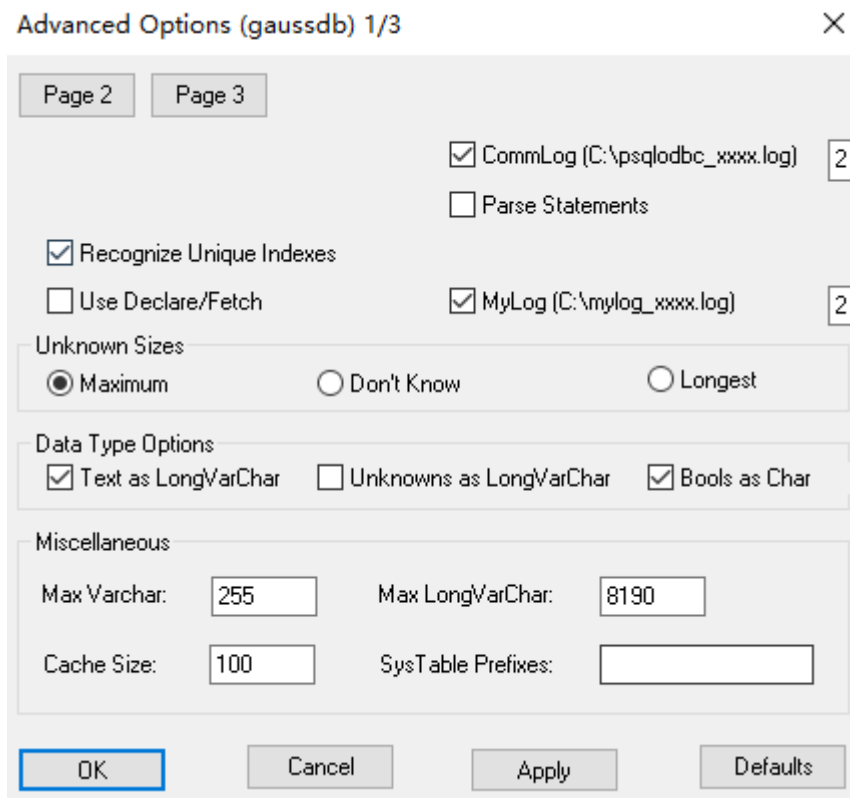 Advanced Options (gaussdb) 1/3
Page 2 Page 3
CommLog (C:\psqlodbc_xxxx.log) 2
Parse Statements
Recognize Unique Indexes
Use Declare/Fetch MyLog (C:\mylog_xxxx.log) 2
Unknown Sizes
Maximum Don't Know Longest
Data Type Options
Text as LongVarChar Unknowns as LongVarChar Bools as Char
Miscellaneous
Max Varchar: 255 Max LongVarChar: 8190
Cache Size: 100 SysTable Prefixes:
OK Cancel Apply Defaults